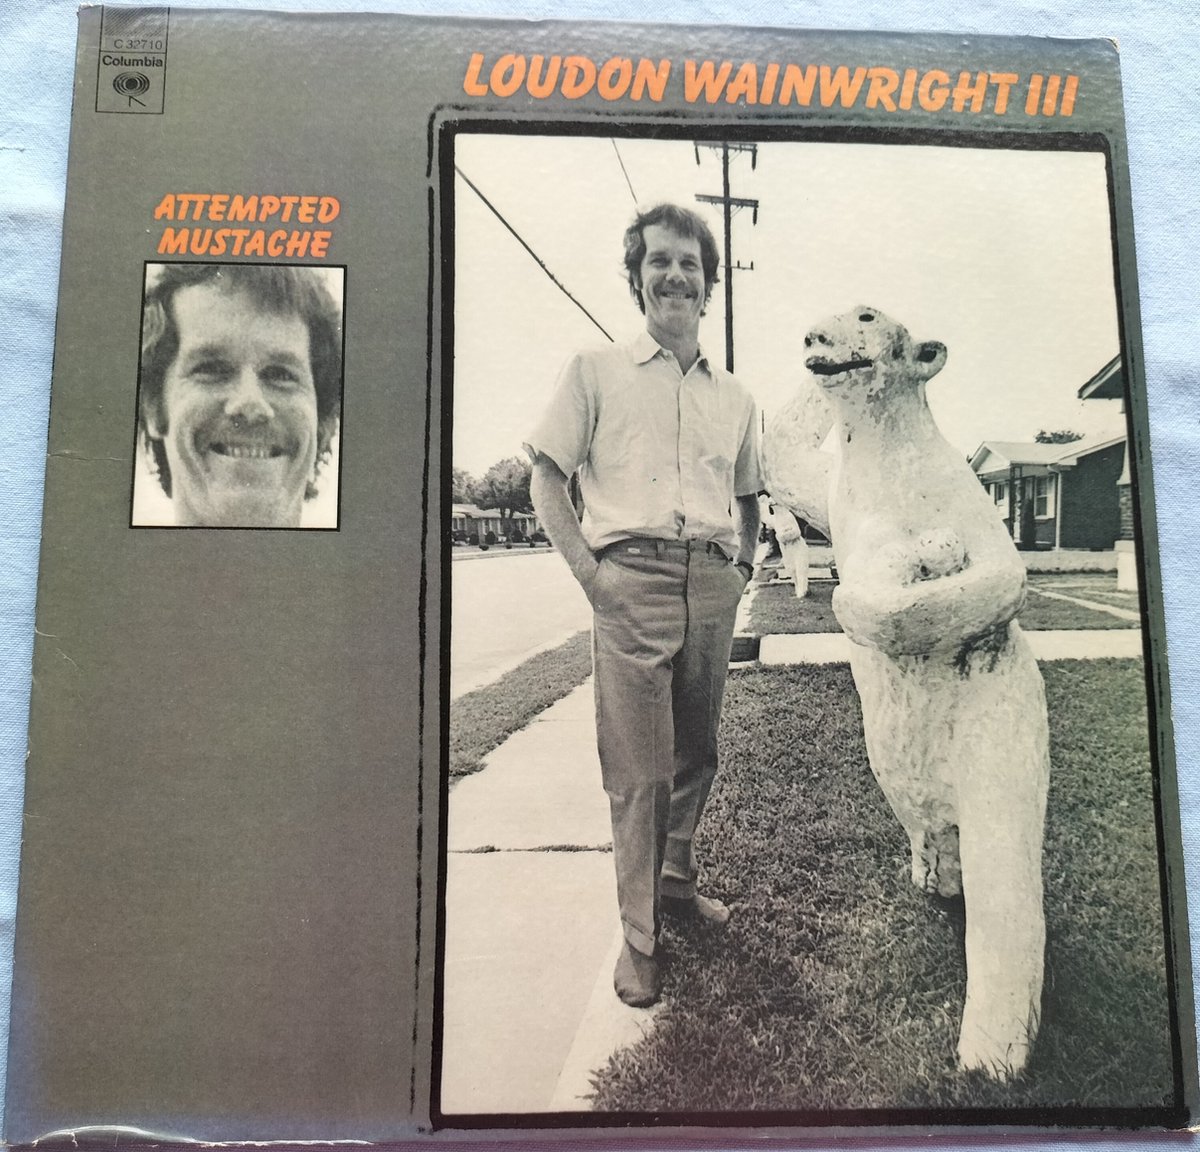 C 32710
Columbia
LOUDON WAINWRIGHT III
ATTEMPTED
MUSTACHE